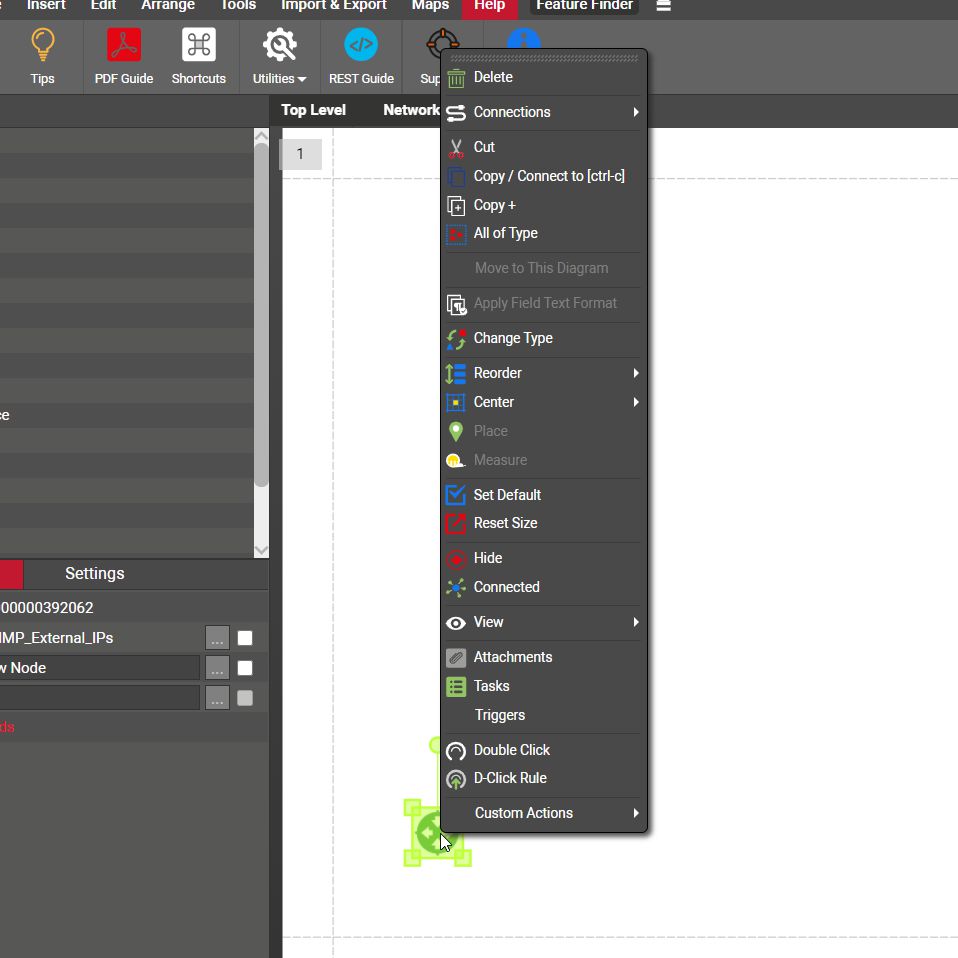 Insert Edit Arrange Tools Import & Export Maps Help Feature Finder
Tips PDF Guide Shortcuts Utilities REST Guide Sup
Top Level Network
1
Delete
Connections
Cut
Copy / Connect to [ctrl-c]
Copy +
All of Type
Move to This Diagram
Apply Field Text Format
Change Type
Reorder
Center
Place
Measure
Set Default
Reset Size
Hide
Connected
View
Attachments
Tasks
Triggers
Double Click
D-Click Rule
Custom Actions
ce
Settings
00000392062
MP_External_IPs
...
w Node
...
...
ds